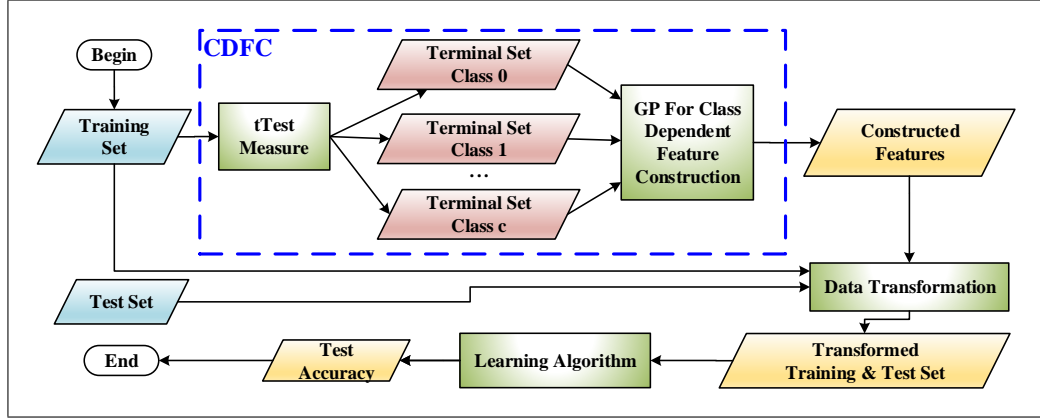 CDFC
Begin
Training
Set
tTest
Measure
Terminal Set
Class 0
Terminal Set
Class 1
...
Terminal Set
Class c
GP For Class
Dependent
Feature
Construction
Constructed
Features
Test Set
Data Transformation
Transformed
Training & Test Set
Learning Algorithm
Test
Accuracy
End